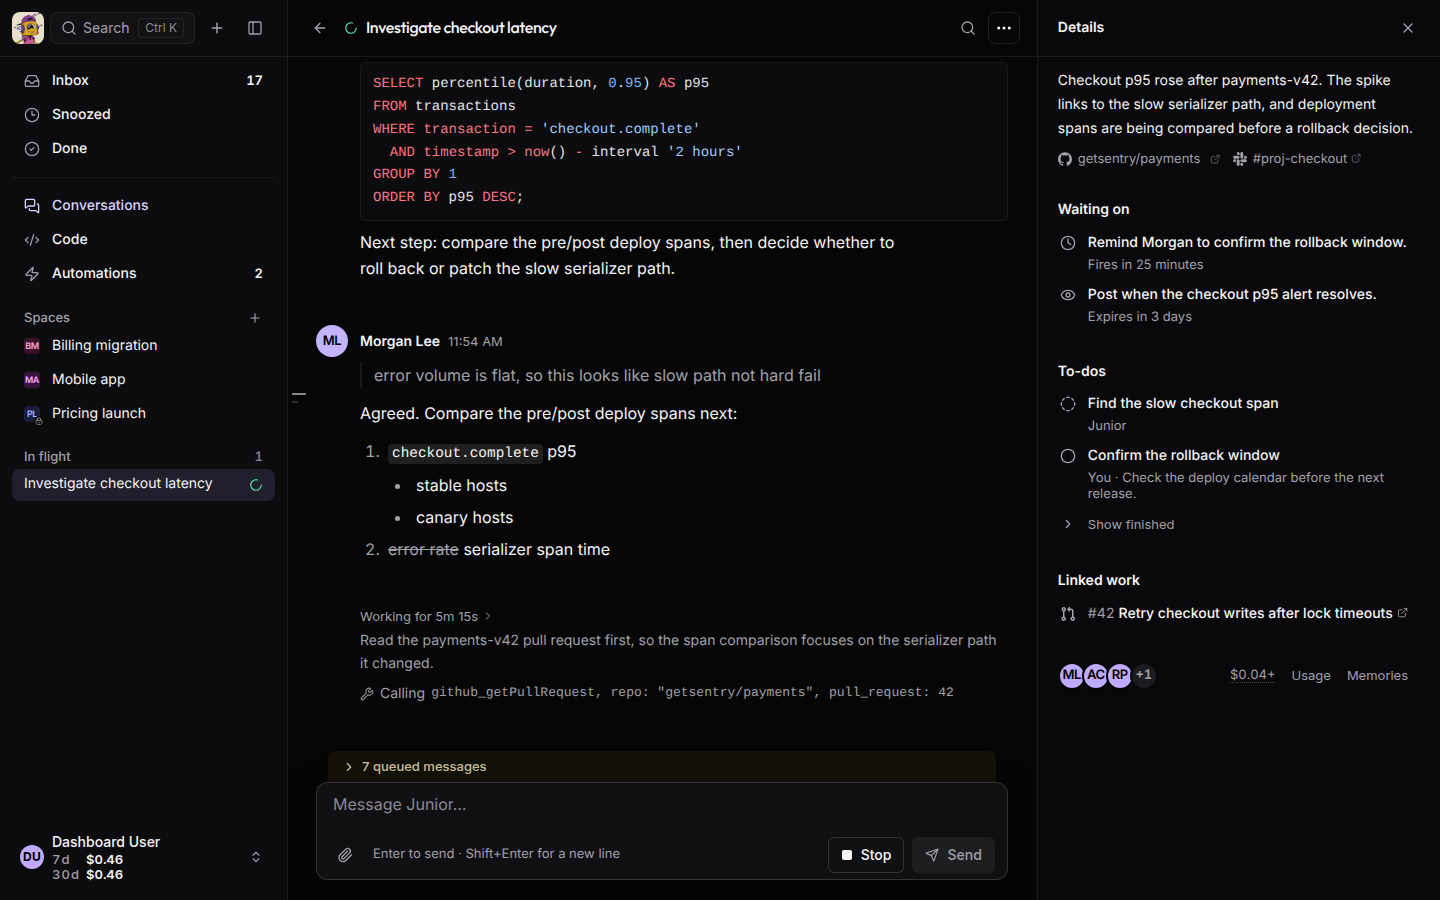 Search Ctrl K
Inbox 17
Snoozed
Done
Conversations
Code
Automations 2
Spaces
BM Billing migration
MA Mobile app
PL Pricing launch
In flight 1
Investigate checkout latency
DU Dashboard User
7d $0.46
30d $0.46
Investigate checkout latency
SELECT percentile(duration, 0.95) AS p95
FROM transactions
WHERE transaction = 'checkout.complete'
AND timestamp > now() - interval '2 hours'
GROUP BY 1
ORDER BY p95 DESC;
Next step: compare the pre/post deploy spans, then decide whether to
roll back or patch the slow serializer path.
ML Morgan Lee 11:54 AM
error volume is flat, so this looks like slow path not hard fail
Agreed. Compare the pre/post deploy spans next:
1. checkout.complete p95
• stable hosts
• canary hosts
2. error rate serializer span time
Working for 5m 15s
Read the payments-v42 pull request first, so the span comparison focuses on the serializer path
it changed.
Calling github_getPullRequest, repo: "getsentry/payments", pull_request: 42
7 queued messages
Message Junior...
Enter to send · Shift+Enter for a new line
Stop
Send
Details
Checkout p95 rose after payments-v42. The spike
links to the slow serializer path, and deployment
spans are being compared before a rollback decision.
getsentry/payments #proj-checkout
Waiting on
Remind Morgan to confirm the rollback window.
Fires in 25 minutes
Post when the checkout p95 alert resolves.
Expires in 3 days
To-dos
Find the slow checkout span
Junior
Confirm the rollback window
You · Check the deploy calendar before the next
release.
Show finished
Linked work
#42 Retry checkout writes after lock timeouts
ML AC RP +1 $0.04+ Usage Memories